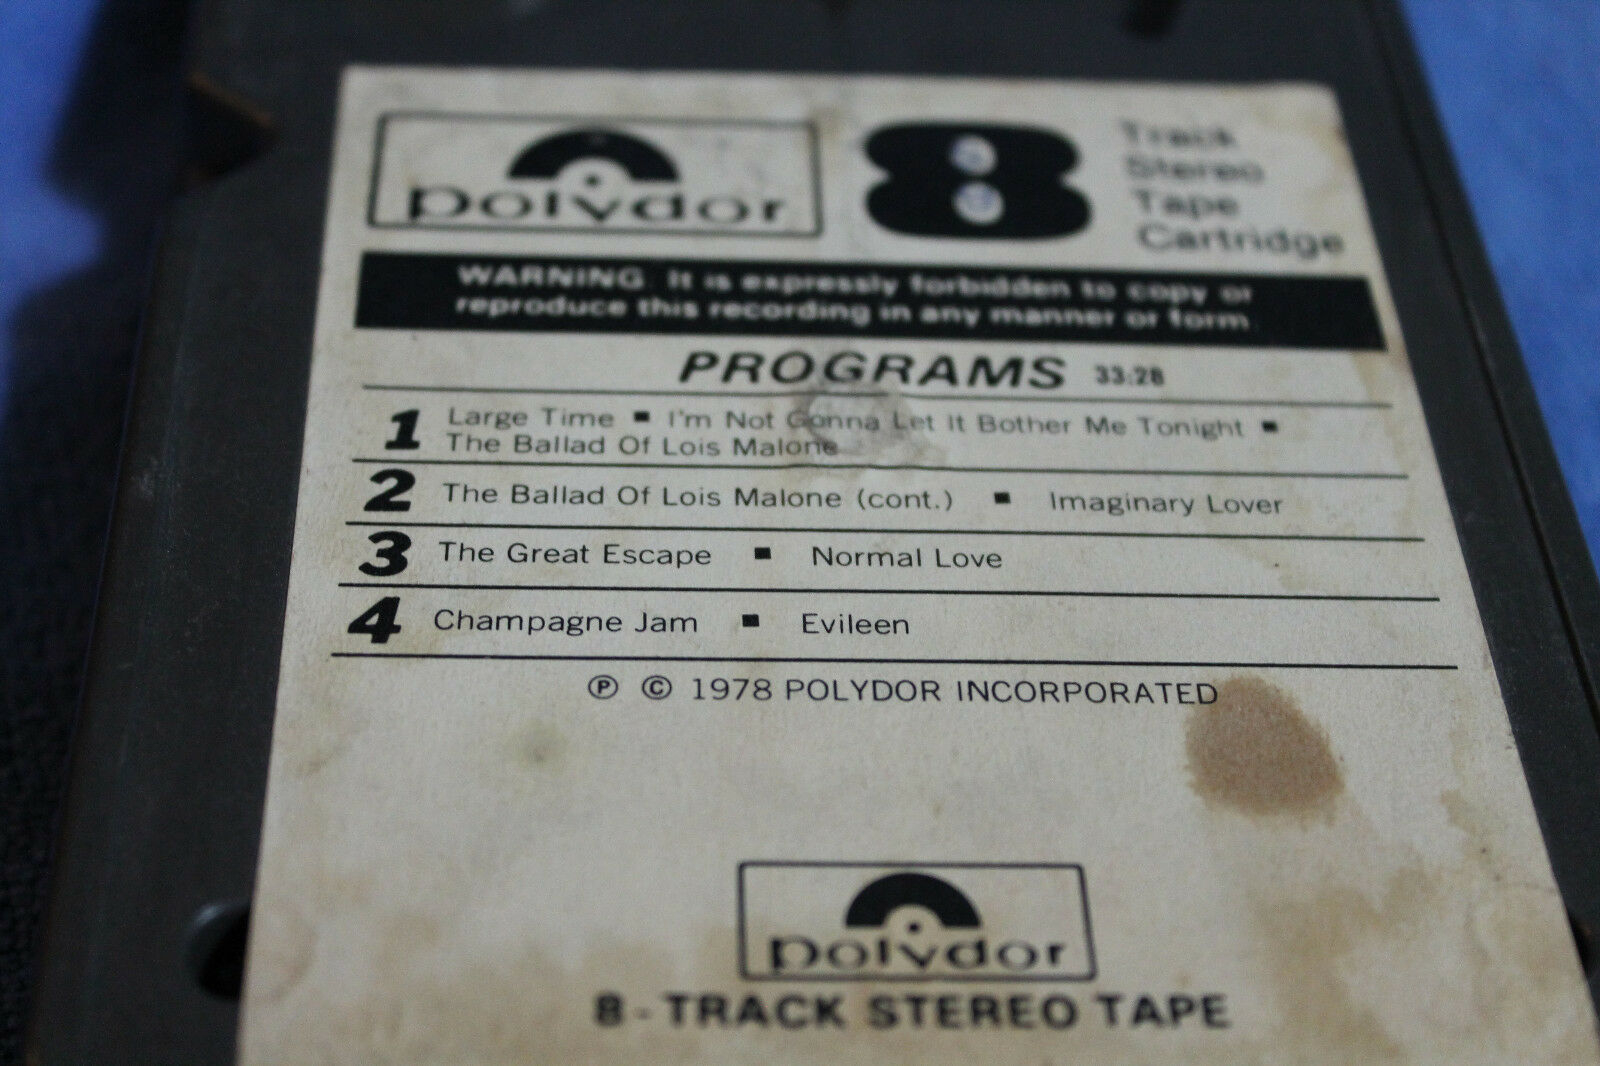 polydor
8
Track
Stereo
Tape
Cartridge
WARNING. It is expressly forbidden to copy or
reproduce this recording in any manner or form.
PROGRAMS 33:28
1 Large Time ■ I'm Not Gonna Let It Bother Me Tonight ■
The Ballad Of Lois Malone
2 The Ballad Of Lois Malone (cont.) ■ Imaginary Lover
3 The Great Escape ■ Normal Love
4 Champagne Jam ■ Evileen
℗ © 1978 POLYDOR INCORPORATED
polydor
8-TRACK STEREO TAPE